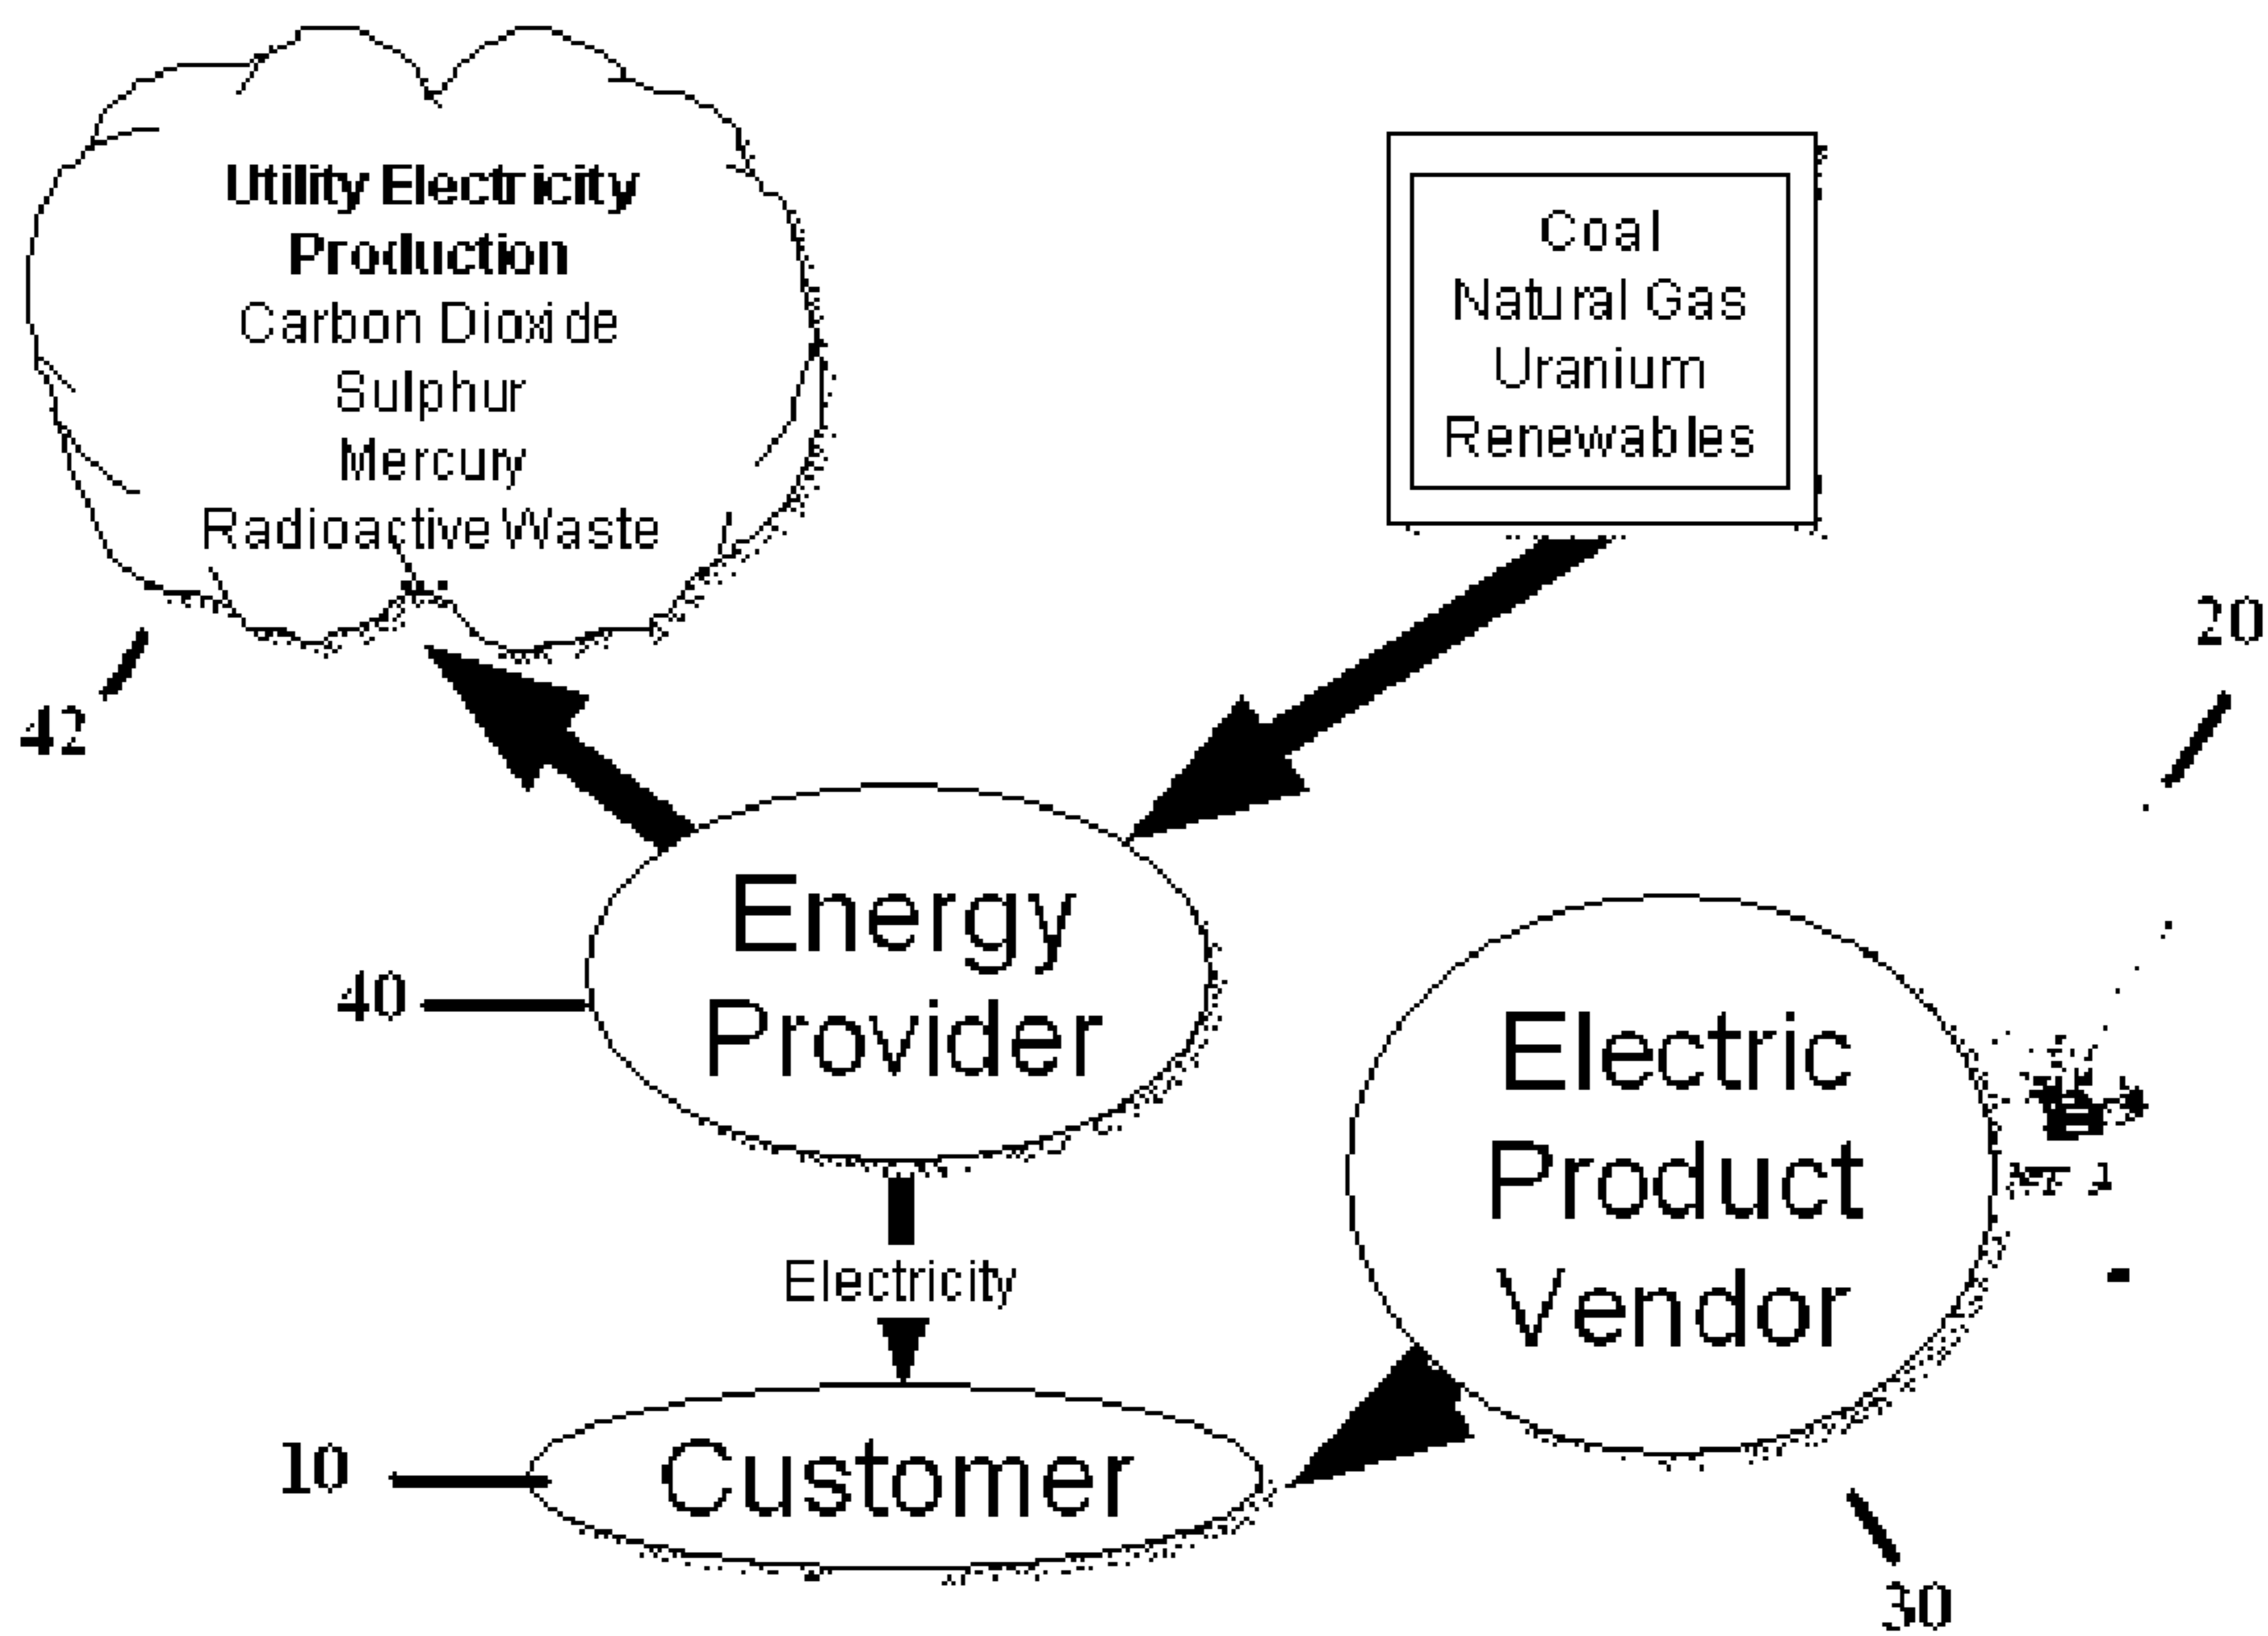 Utility Electricity
Production
Carbon Dioxide
Sulphur
Mercury
Radioactive Waste
Coal
Natural Gas
Uranium
Renewables
20
42
Energy
Provider
40
Electric
Product
Vendor
Electricity
Customer
10
30